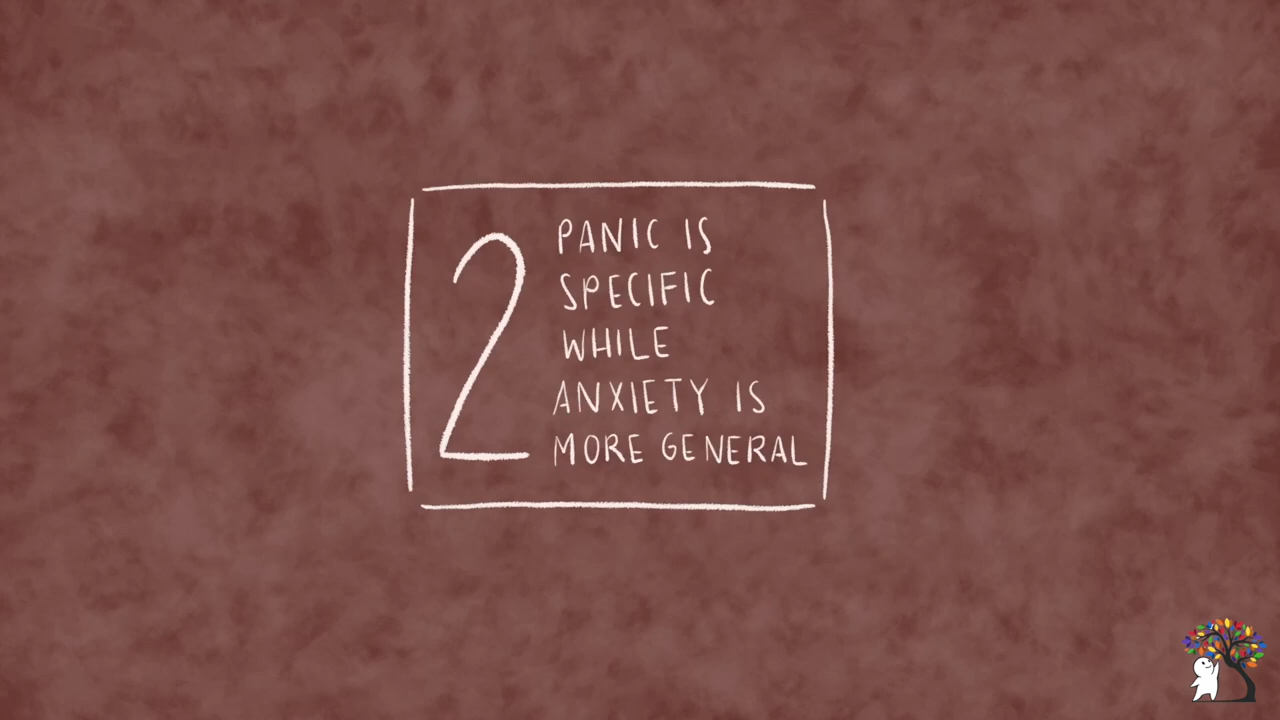 2
PANIC IS
SPECIFIC
WHILE
ANXIETY IS
MORE GENERAL